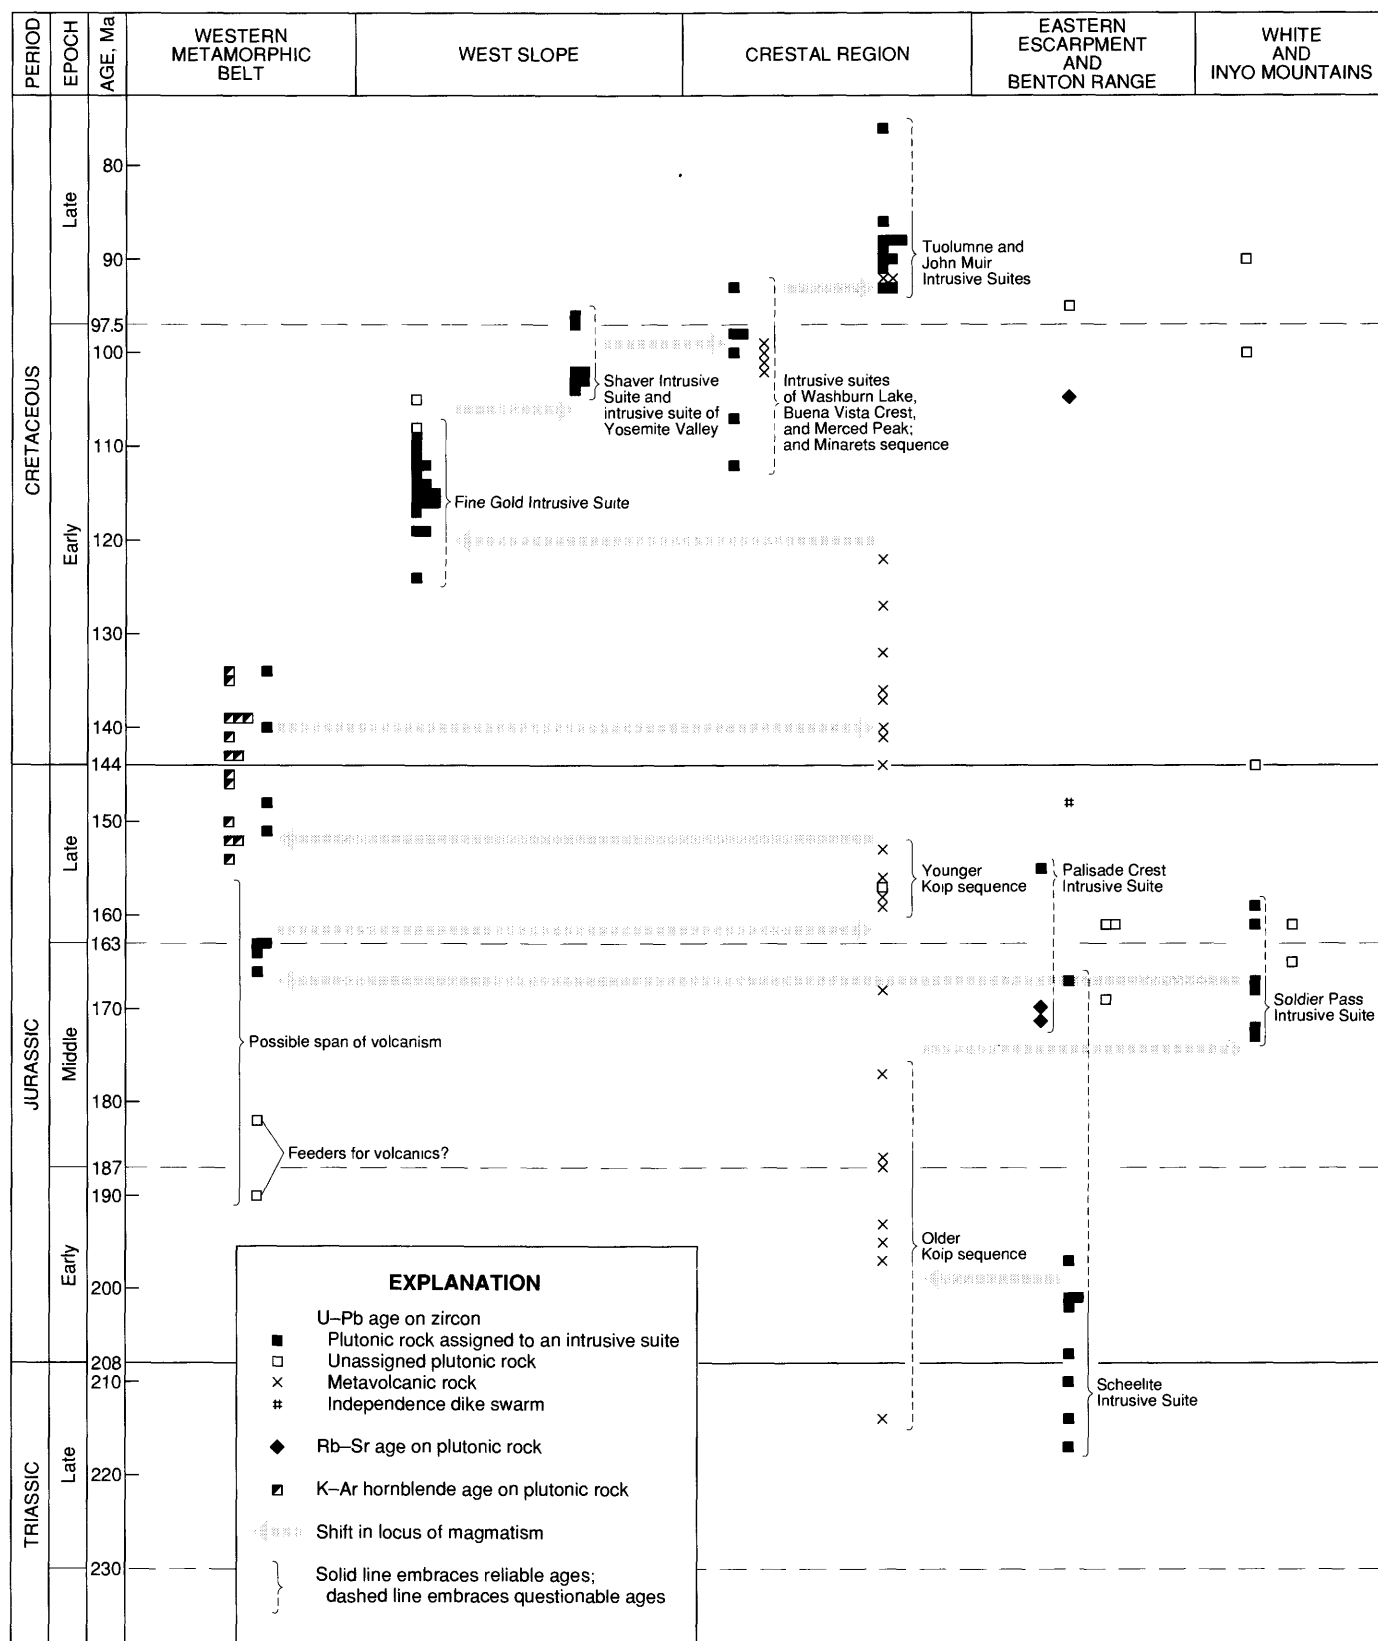 PERIOD
EPOCH
AGE, Ma
WESTERN
METAMORPHIC
BELT
WEST SLOPE
CRESTAL REGION
EASTERN
ESCARPMENT
AND
BENTON RANGE
WHITE
AND
INYO MOUNTAINS
CRETACEOUS
JURASSIC
TRIASSIC
Late
Early
Late
Middle
Early
Late
80
90
97.5
100
110
120
130
140
144
150
160
163
170
180
187
190
200
208
210
220
230
Tuolumne and
John Muir
Intrusive Suites
Shaver Intrusive
Suite and
intrusive suite of
Yosemite Valley
Intrusive suites
of Washburn Lake,
Buena Vista Crest,
and Merced Peak;
and Minarets sequence
Fine Gold Intrusive Suite
Younger
Koip sequence
Palisade Crest
Intrusive Suite
Soldier Pass
Intrusive Suite
Possible span of volcanism
Feeders for volcanics?
Older
Koip sequence
Scheelite
Intrusive Suite
EXPLANATION
U–Pb age on zircon
Plutonic rock assigned to an intrusive suite
Unassigned plutonic rock
Metavolcanic rock
Independence dike swarm
Rb–Sr age on plutonic rock
K–Ar hornblende age on plutonic rock
Shift in locus of magmatism
Solid line embraces reliable ages;
dashed line embraces questionable ages